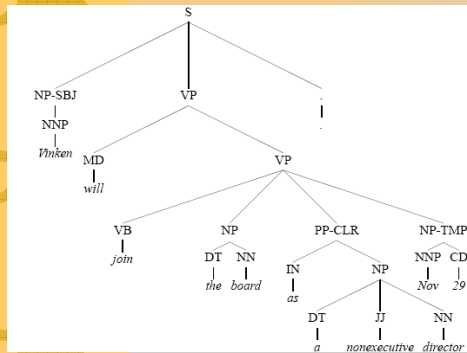 S
NP-SBJ VP .
NNP .
Vinken MD VP
will
VB NP PP-CLR NP-TMP
join DT NN IN NP NNP CD
the board as Nov 29
DT JJ NN
a nonexecutive director